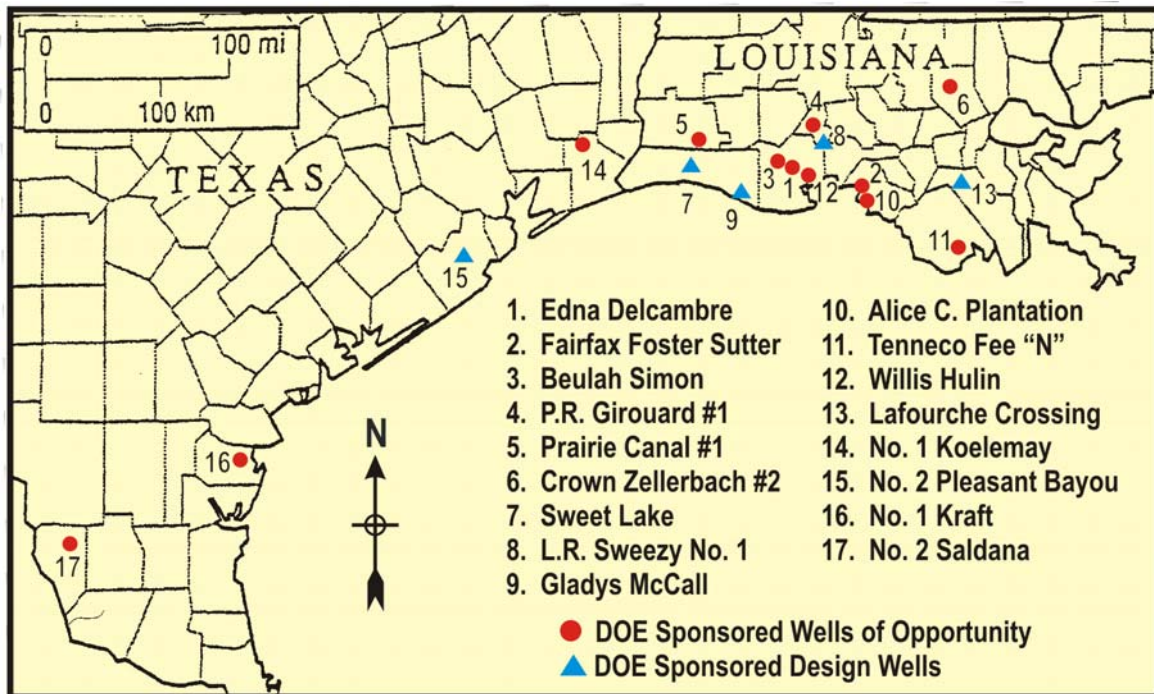 0 100 mi
0 100 km
LOUISIANA
TEXAS
6
4
8
5
14
3
1
12
2
10
13
7
9
11
15
16
17
N
1. Edna Delcambre
2. Fairfax Foster Sutter
3. Beulah Simon
4. P.R. Girouard #1
5. Prairie Canal #1
6. Crown Zellerbach #2
7. Sweet Lake
8. L.R. Sweezy No. 1
9. Gladys McCall
10. Alice C. Plantation
11. Tenneco Fee “N”
12. Willis Hulin
13. Lafourche Crossing
14. No. 1 Koelemay
15. No. 2 Pleasant Bayou
16. No. 1 Kraft
17. No. 2 Saldana
DOE Sponsored Wells of Opportunity
DOE Sponsored Design Wells